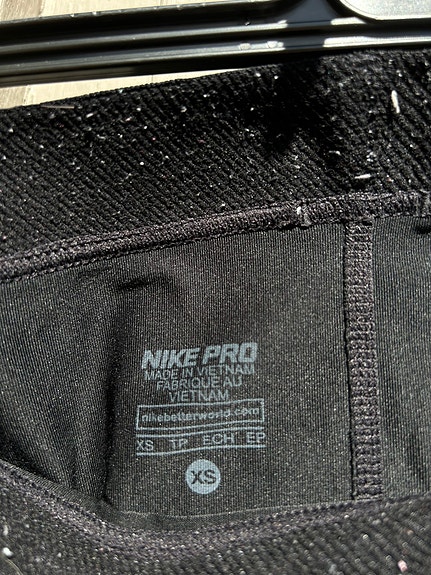 NIKE PRO
MADE IN VIETNAM
FABRIQUE AU
VIETNAM
nikebetterworld.com
XS TP ECH EP
XS